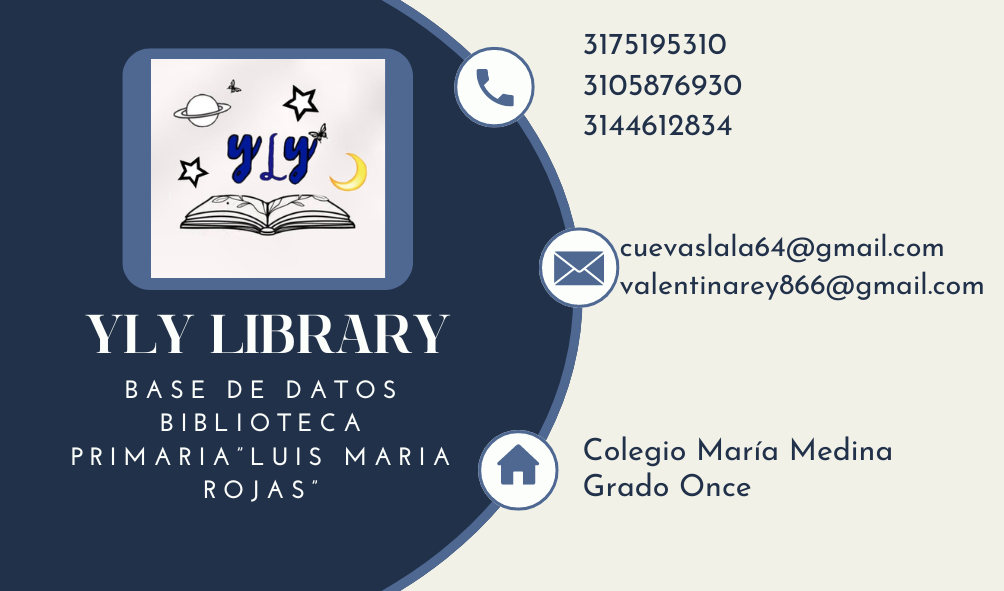 yLy
YLY LIBRARY
BASE DE DATOS
BIBLIOTECA
PRIMARIA"LUIS MARIA
ROJAS"
3175195310
3105876930
3144612834
cuevaslala64@gmail.com
valentinarey866@gmail.com
Colegio María Medina
Grado Once